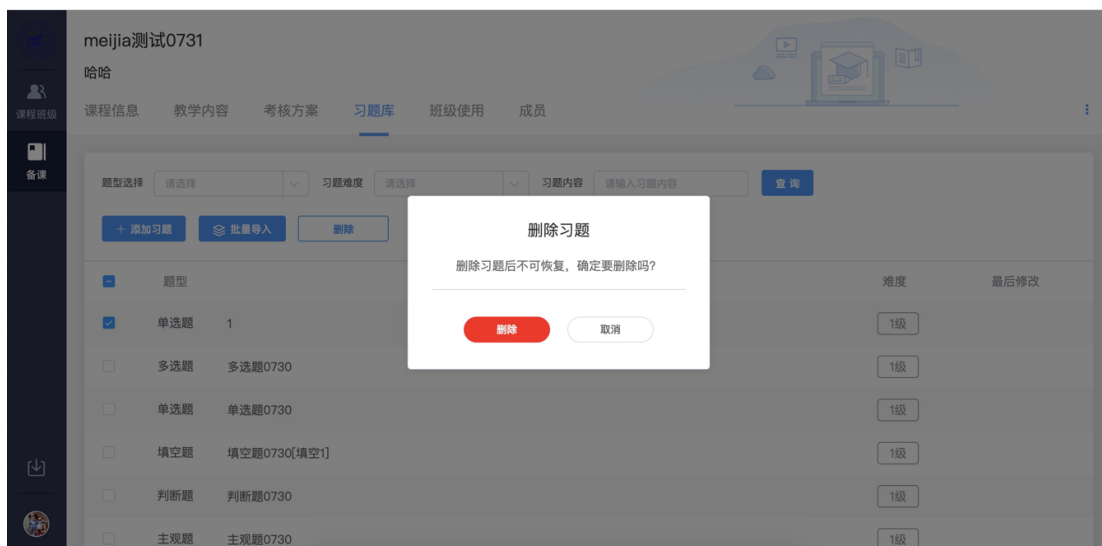 meijia测试0731
哈哈
课程班级
课程信息 教学内容 考核方案 习题库 班级使用 成员
备课
题型选择 请选择 习题难度 请选择 习题内容 请输入习题内容 查询
+ 添加习题 批量导入 删除
删除习题
删除习题后不可恢复，确定要删除吗?
删除 取消
题型 难度 最后修改
单选题 1 1级
多选题 多选题0730 1级
单选题 单选题0730 1级
填空题 填空题0730[填空1] 1级
判断题 判断题0730 1级
主观题 主观题0730 1级